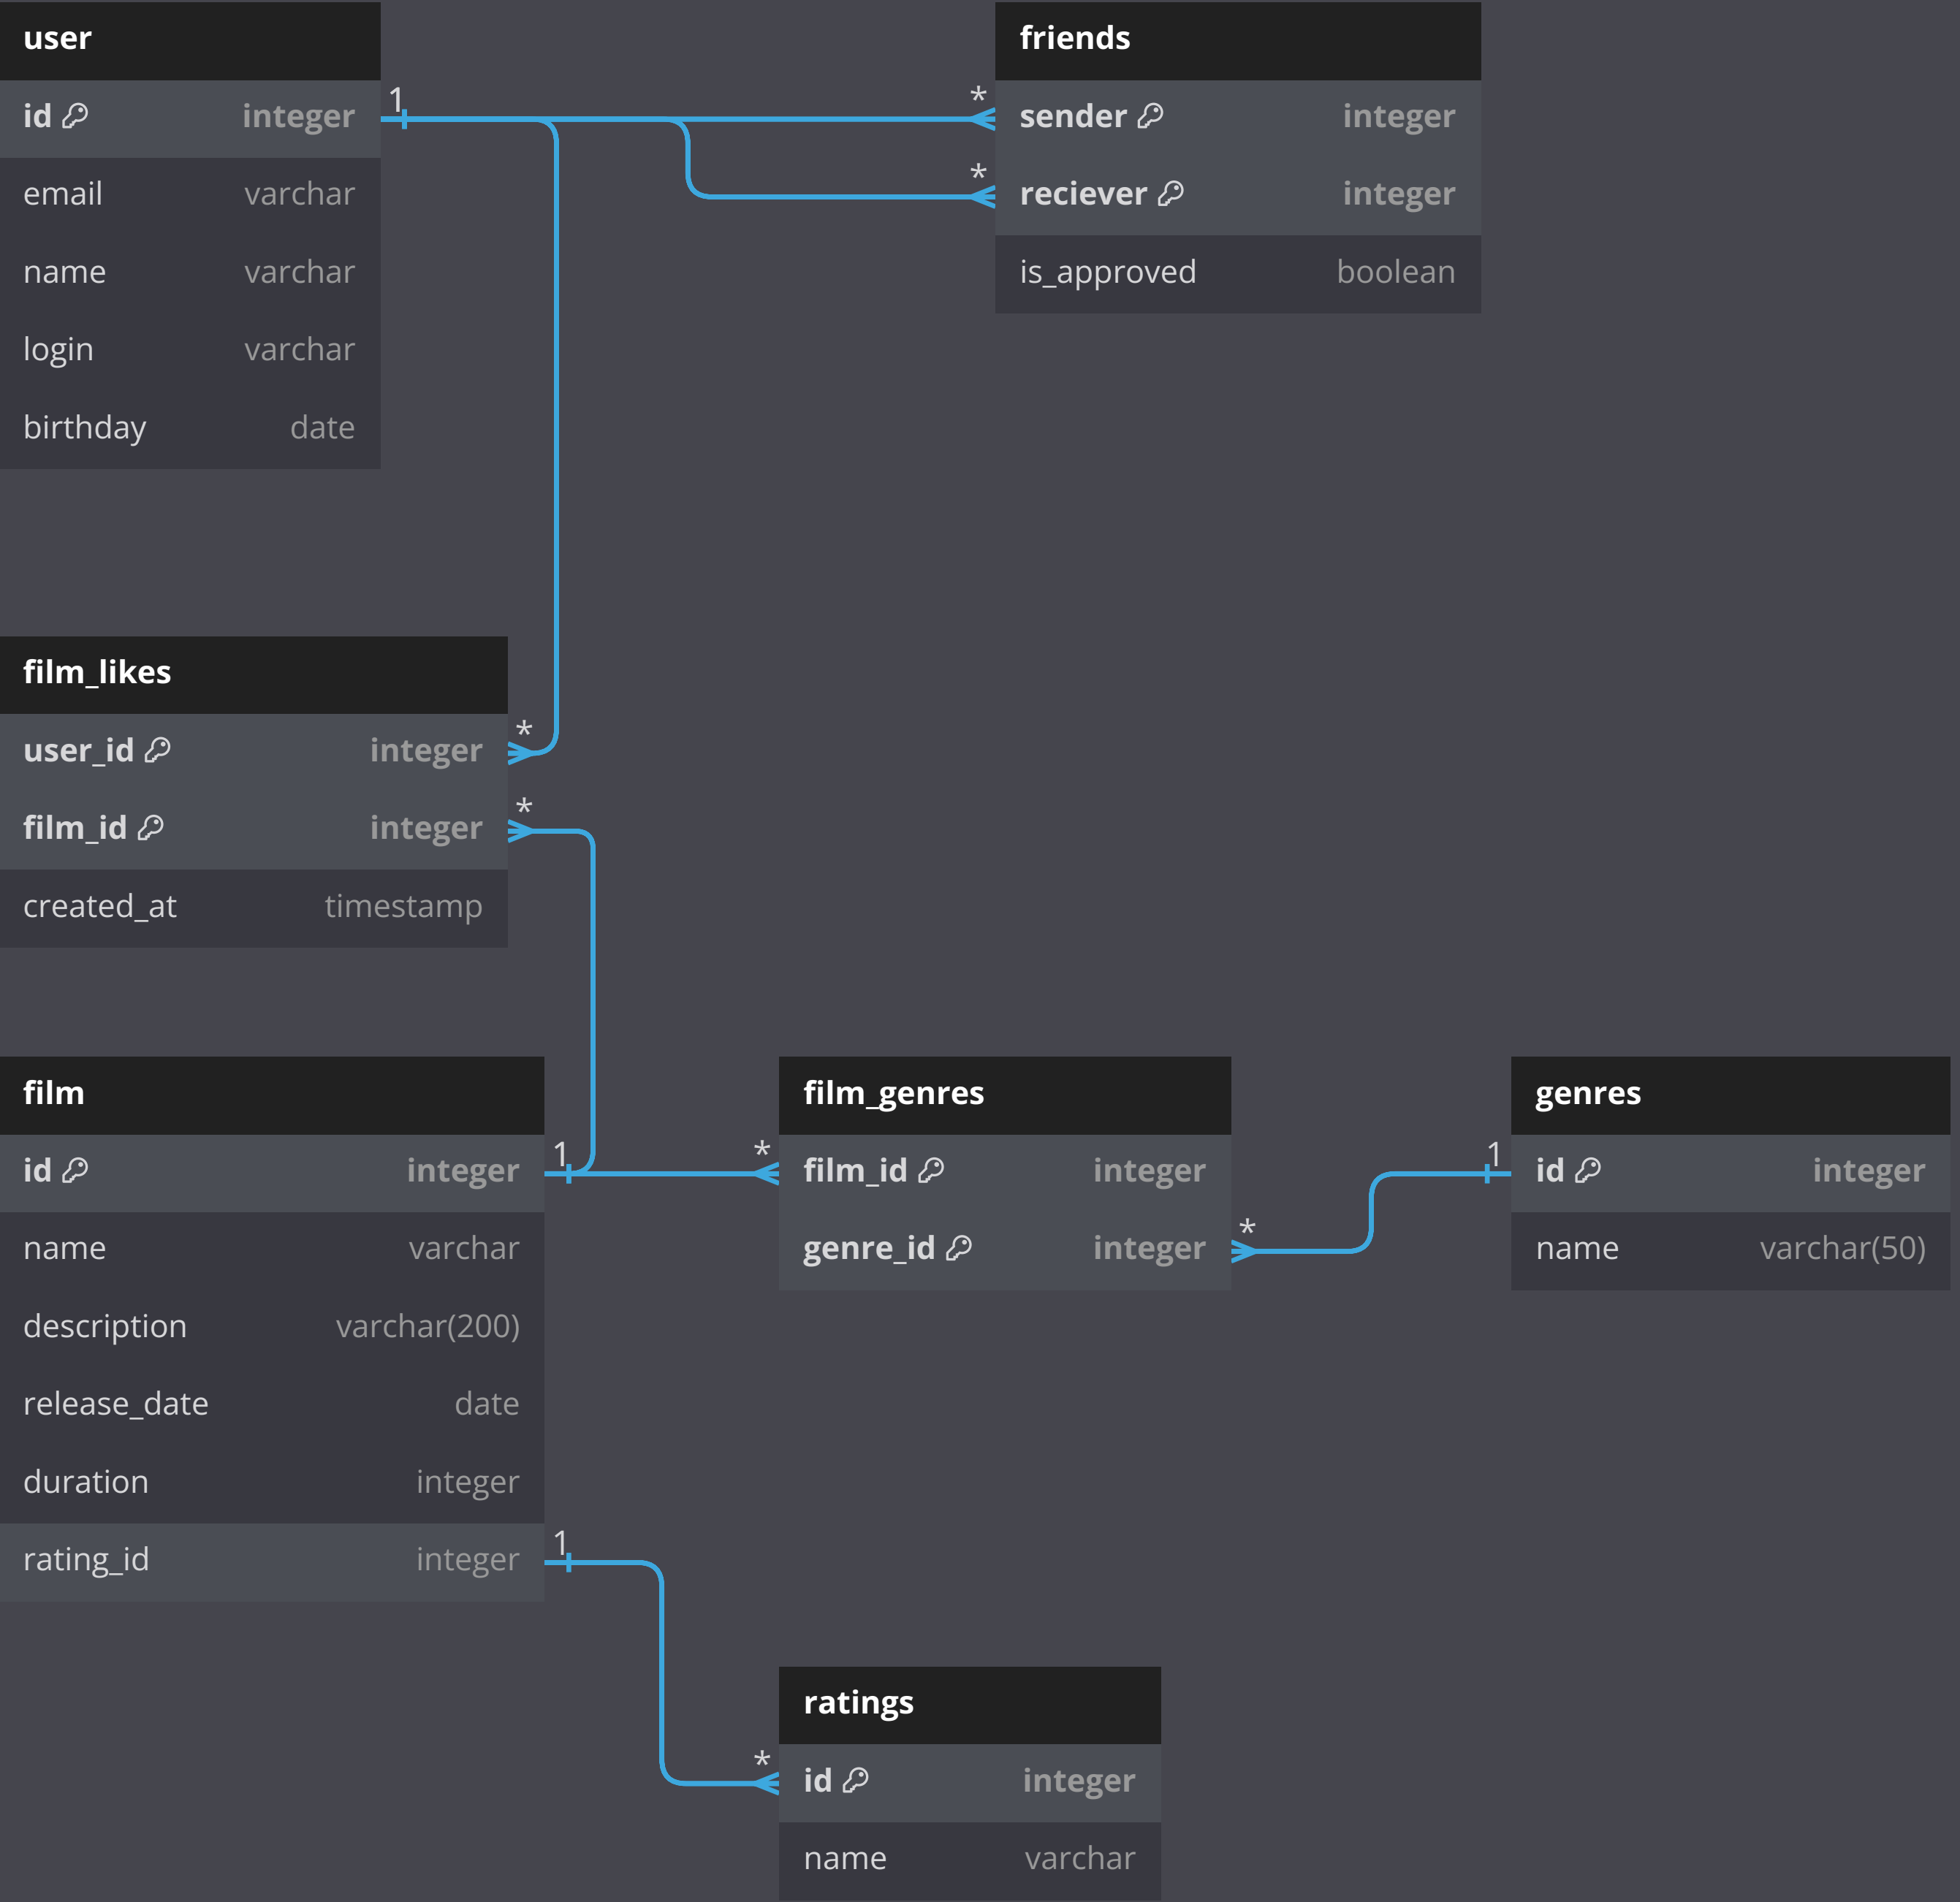 user
id integer
email varchar
name varchar
login varchar
birthday date
1
*
*
friends
sender integer
reciever integer
is_approved boolean
film_likes
user_id integer
film_id integer
created_at timestamp
*
*
film
id integer
name varchar
description varchar(200)
release_date date
duration integer
rating_id integer
1
*
1
film_genres
film_id integer
genre_id integer
*
1
genres
id integer
name varchar(50)
*
ratings
id integer
name varchar